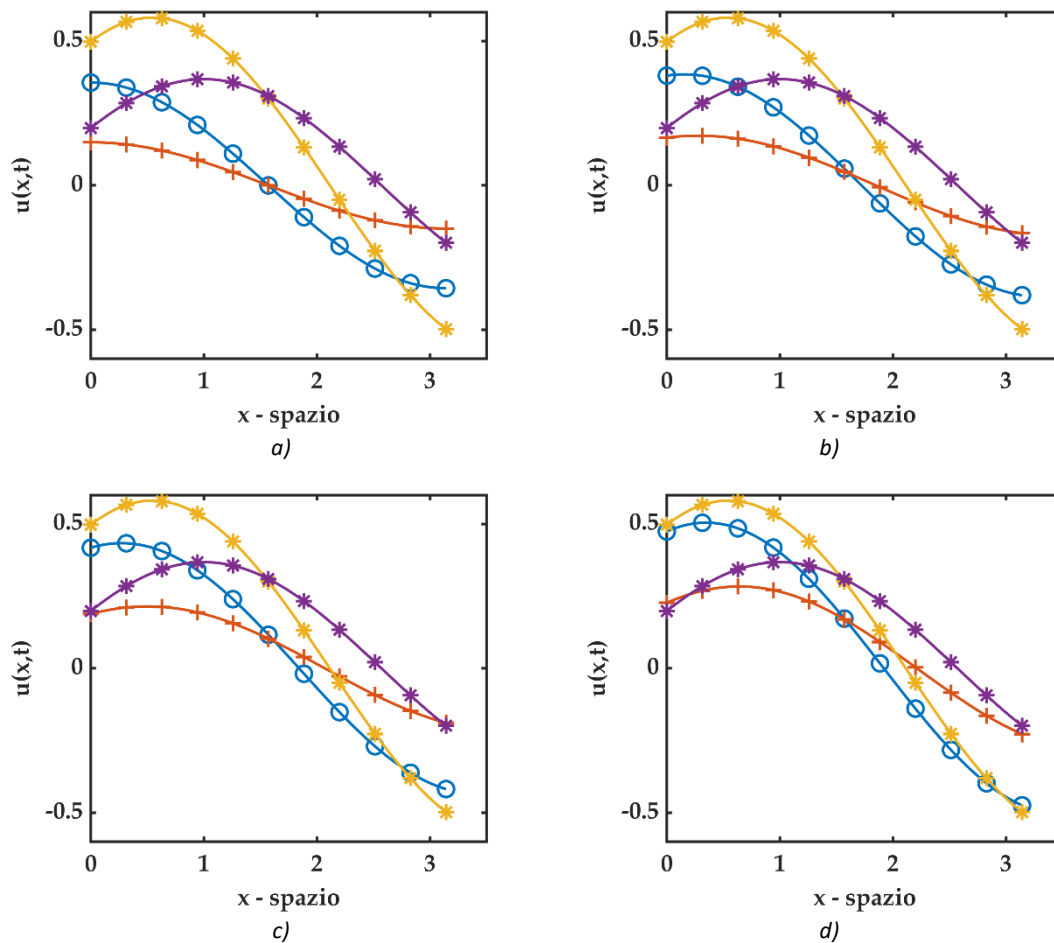 0.5
0
-0.5
u(x,t)
0 1 2 3
x - spazio
a)
0.5
0
-0.5
u(x,t)
0 1 2 3
x - spazio
b)
0.5
0
-0.5
u(x,t)
0 1 2 3
x - spazio
c)
0.5
0
-0.5
u(x,t)
0 1 2 3
x - spazio
d)